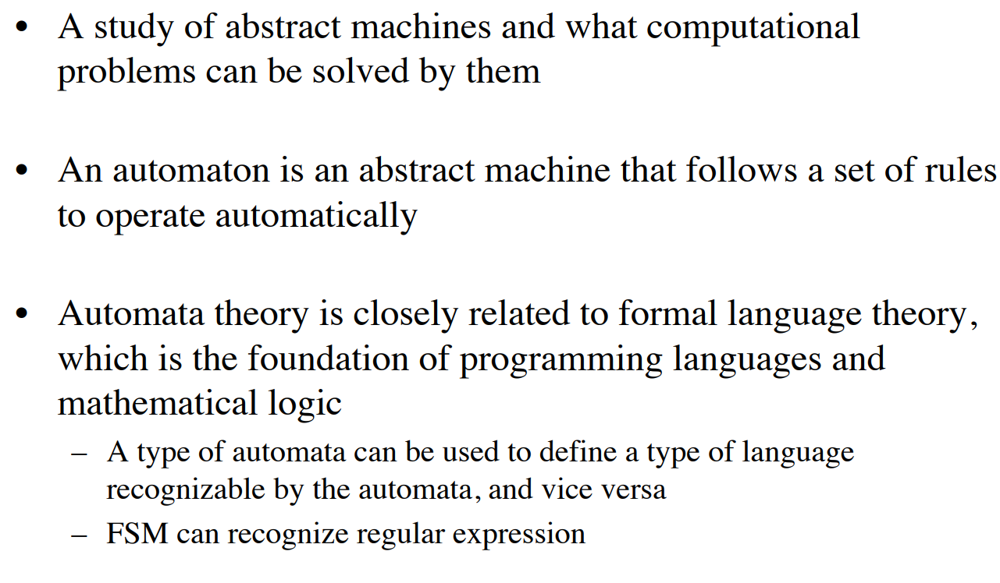 • A study of abstract machines and what computational
problems can be solved by them
• An automaton is an abstract machine that follows a set of rules
to operate automatically
• Automata theory is closely related to formal language theory,
which is the foundation of programming languages and
mathematical logic
– A type of automata can be used to define a type of language
recognizable by the automata, and vice versa
– FSM can recognize regular expression